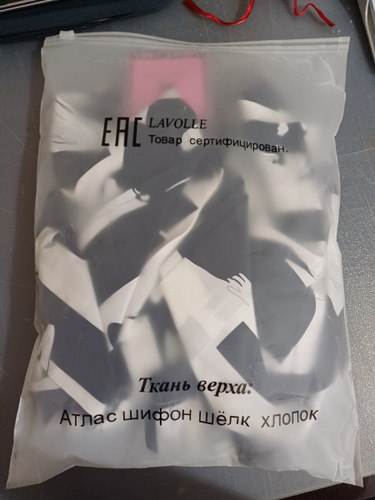 EAC LAVOLLE
Товар сертифицирован.
Ткань верха:
Атлас шифон шёлк хлопок